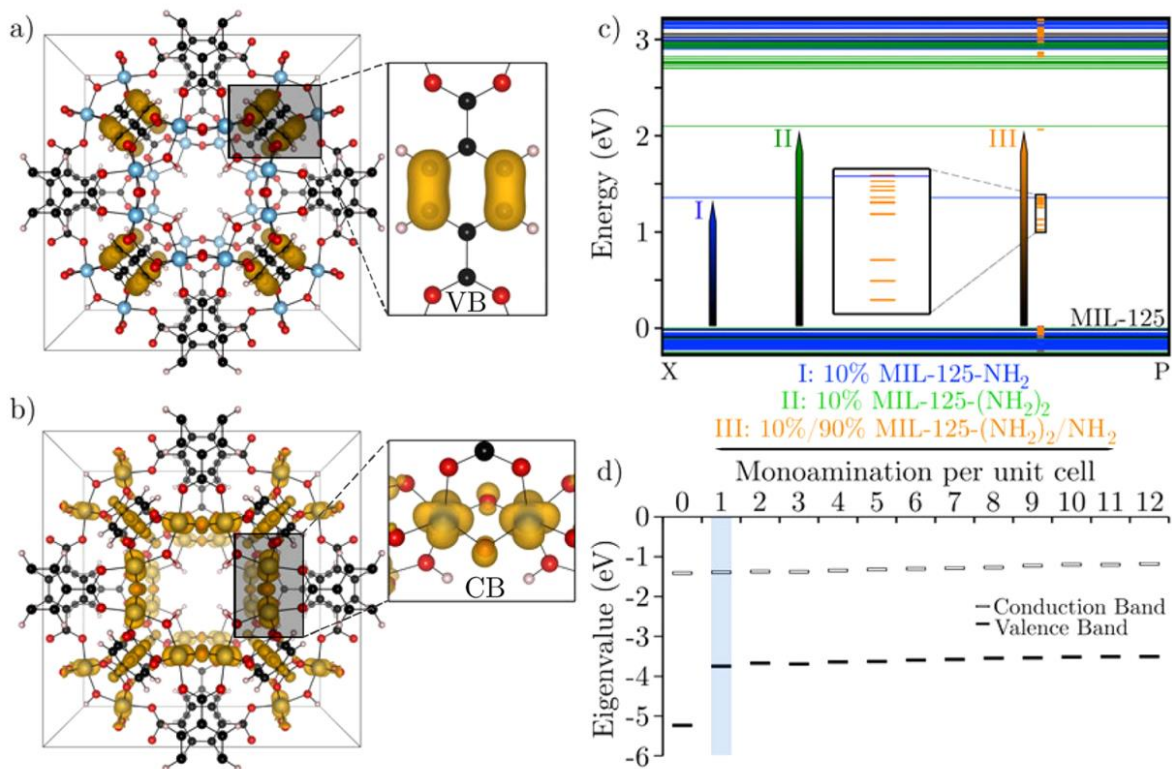 a)
VB
b)
CB
c)
Energy (eV)
3
2
1
0
I
II
III
MIL-125
X
P
I: 10% MIL-125-NH₂
II: 10% MIL-125-(NH₂)₂
III: 10%/90% MIL-125-(NH₂)₂/NH₂
d)
Monoamination per unit cell
0 1 2 3 4 5 6 7 8 9 10 11 12
Eigenvalue (eV)
0
-1
-2
-3
-4
-5
-6
Conduction Band
Valence Band